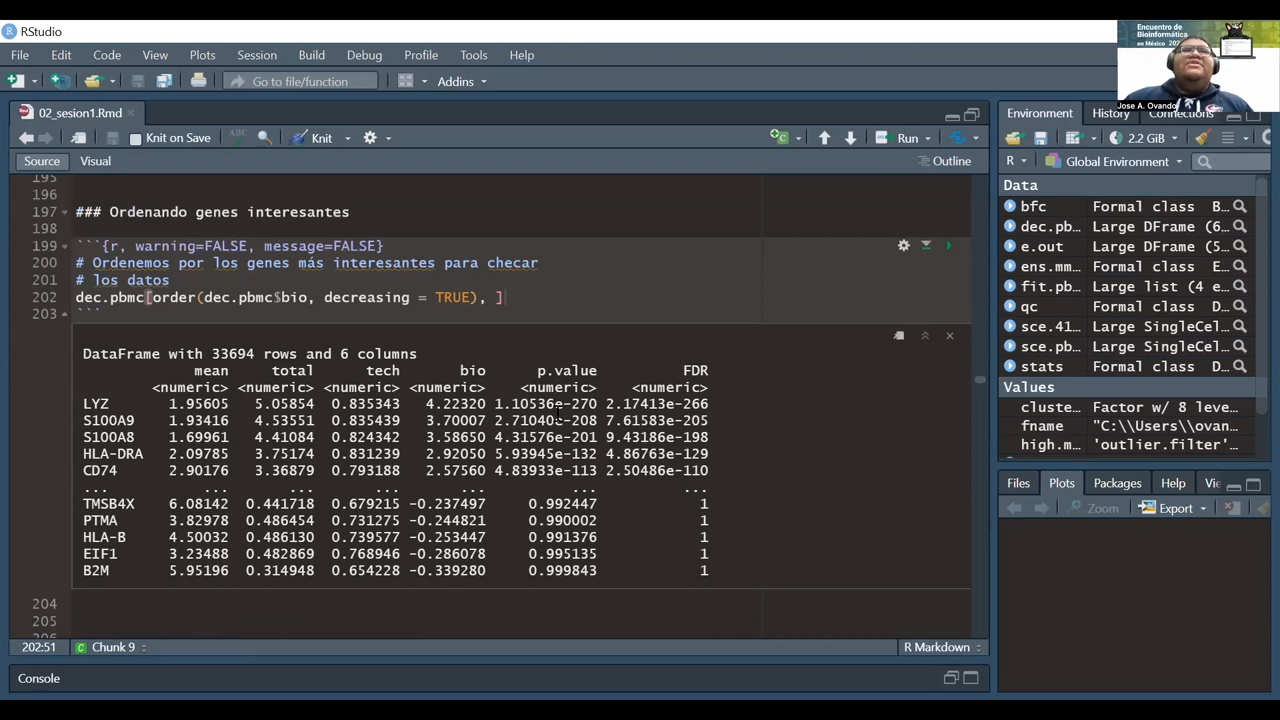 RStudio
File Edit Code View Plots Session Build Debug Profile Tools Help
Go to file/function Addins
Encuentro de
Bioinformática
en México
Jose A. Ovando
02_sesion1.Rmd
Knit on Save ABC Knit Run
Source Visual Outline
195
196
197 ### Ordenando genes interesantes
198
199 ```{r, warning=FALSE, message=FALSE}
200 # Ordenemos por los genes más interesantes para checar
201 # los datos
202 dec.pbmc[order(dec.pbmc$bio, decreasing = TRUE), ]
203 ```
DataFrame with 33694 rows and 6 columns
mean total tech bio p.value FDR
<numeric> <numeric> <numeric> <numeric> <numeric> <numeric>
LYZ 1.95605 5.05854 0.835343 4.22320 1.10536e-270 2.17413e-266
S100A9 1.93416 4.53551 0.835439 3.70007 2.71040e-208 7.61583e-205
S100A8 1.69961 4.41084 0.824342 3.58650 4.31576e-201 9.43186e-198
HLA-DRA 2.09785 3.75174 0.831239 2.92050 5.93945e-132 4.86763e-129
CD74 2.90176 3.36879 0.793188 2.57560 4.83933e-113 2.50486e-110
... ... ... ... ... ... ...
TMSB4X 6.08142 0.441713 0.679215 -0.237497 0.992447 1
PTMA 3.82978 0.486454 0.731275 -0.244821 0.990002 1
HLA-B 4.50032 0.486130 0.739577 -0.253447 0.991376 1
EIF1 3.23488 0.482869 0.768946 -0.286078 0.995135 1
B2M 5.95196 0.314948 0.654228 -0.339280 0.999843 1
204
205
202:51 Chunk 9 R Markdown
Console
Environment History Connections
2.2 GiB
R Global Environment
Data
bfc Formal class B...
dec.pb... Large DFrame (6...
e.out Large DFrame (5...
ens.mm... Formal class E...
fit.pb... Large list (4 e...
qc Formal class D...
sce.41... Large SingleCel...
sce.pb... Large SingleCel...
stats Formal class D...
Values
cluste... Factor w/ 8 leve...
fname "C:\\Users\\ovan...
high.m... 'outlier.filter'...
Files Plots Packages Help Vi
Zoom Export